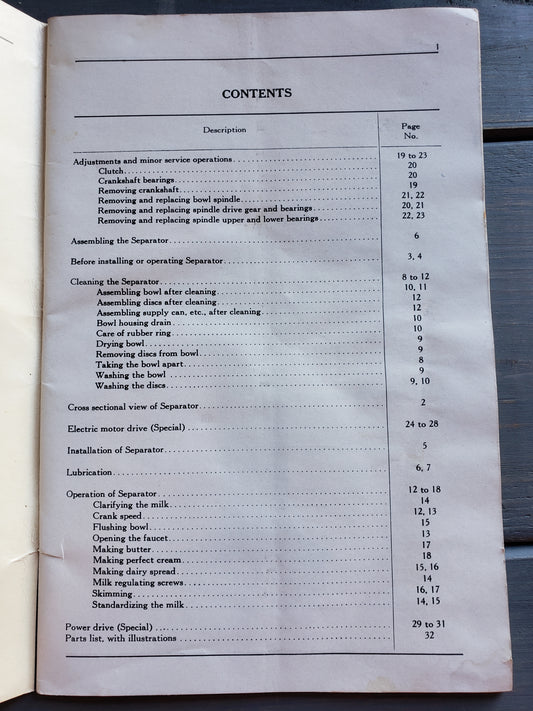 1
CONTENTS
Description Page No.
Adjustments and minor service operations 19 to 23
Clutch 20
Crankshaft bearings 20
Removing crankshaft 19
Removing and replacing bowl spindle 21, 22
Removing and replacing spindle drive gear and bearings 20, 21
Removing and replacing spindle upper and lower bearings 22, 23
Assembling the Separator 6
Before installing or operating Separator 3, 4
Cleaning the Separator 8 to 12
Assembling bowl after cleaning 10, 11
Assembling discs after cleaning 12
Assembling supply can, etc., after cleaning 12
Bowl housing drain 10
Care of rubber ring 10
Drying bowl 9
Removing discs from bowl 9
Taking the bowl apart 8
Washing the bowl 9
Washing the discs 9, 10
Cross sectional view of Separator 2
Electric motor drive (Special) 24 to 28
Installation of Separator 5
Lubrication 6, 7
Operation of Separator 12 to 18
Clarifying the milk 14
Crank speed 12, 13
Flushing bowl 15
Opening the faucet 13
Making butter 17
Making perfect cream 18
Making dairy spread 15, 16
Milk regulating screws 14
Skimming 16, 17
Standardizing the milk 14, 15
Power drive (Special) 29 to 31
Parts list, with illustrations 32